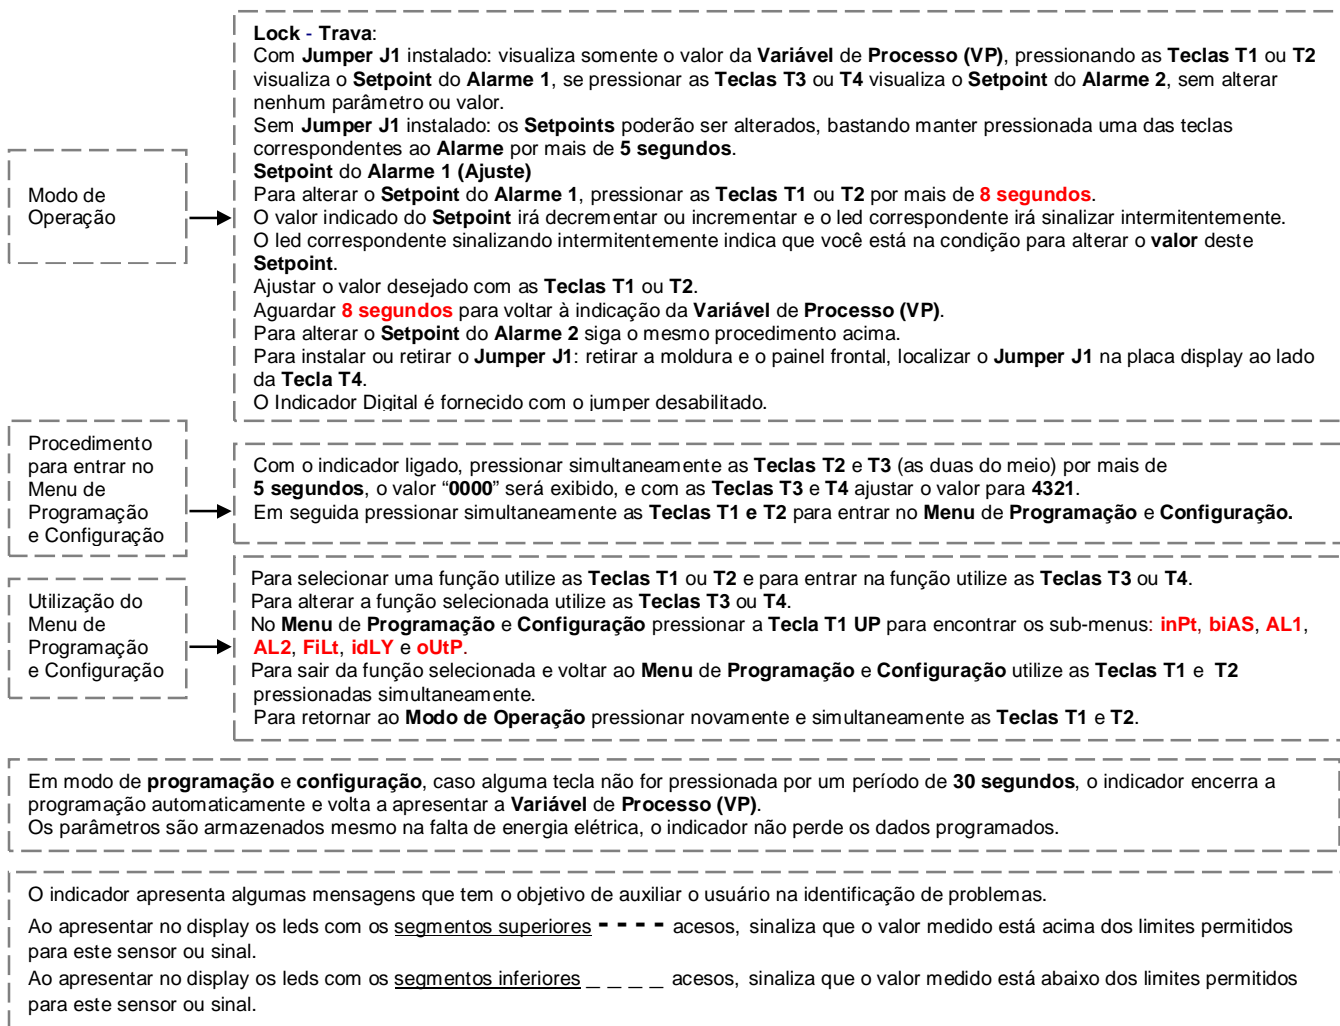 Lock - Trava:
Com Jumper J1 instalado: visualiza somente o valor da Variável de Processo (VP), pressionando as Teclas T1 ou T2
visualiza o Setpoint do Alarme 1, se pressionar as Teclas T3 ou T4 visualiza o Setpoint do Alarme 2, sem alterar
nenhum parâmetro ou valor.
Sem Jumper J1 instalado: os Setpoints poderão ser alterados, bastando manter pressionada uma das teclas
correspondentes ao Alarme por mais de 5 segundos.
Setpoint do Alarme 1 (Ajuste)
Modo de
Operação
Para alterar o Setpoint do Alarme 1, pressionar as Teclas T1 ou T2 por mais de 8 segundos.
O valor indicado do Setpoint irá decrementar ou incrementar e o led correspondente irá sinalizar intermitentemente.
O led correspondente sinalizando intermitentemente indica que você está na condição para alterar o valor deste
Setpoint.
Ajustar o valor desejado com as Teclas T1 ou T2.
Aguardar 8 segundos para voltar à indicação da Variável de Processo (VP).
Para alterar o Setpoint do Alarme 2 siga o mesmo procedimento acima.
Para instalar ou retirar o Jumper J1: retirar a moldura e o painel frontal, localizar o Jumper J1 na placa display ao lado
da Tecla T4.
O Indicador Digital é fornecido com o jumper desabilitado.
Procedimento
para entrar no
Menu de
Programação
e Configuração
Com o indicador ligado, pressionar simultaneamente as Teclas T2 e T3 (as duas do meio) por mais de
5 segundos, o valor “0000” será exibido, e com as Teclas T3 e T4 ajustar o valor para 4321.
Em seguida pressionar simultaneamente as Teclas T1 e T2 para entrar no Menu de Programação e Configuração.
Utilização do
Menu de
Programação
e Configuração
Para selecionar uma função utilize as Teclas T1 ou T2 e para entrar na função utilize as Teclas T3 ou T4.
Para alterar a função selecionada utilize as Teclas T3 ou T4.
No Menu de Programação e Configuração pressionar a Tecla T1 UP para encontrar os sub-menus: inPt, biAS, AL1,
AL2, FiLt, idLY e oUtP.
Para sair da função selecionada e voltar ao Menu de Programação e Configuração utilize as Teclas T1 e T2
pressionadas simultaneamente.
Para retornar ao Modo de Operação pressionar novamente e simultaneamente as Teclas T1 e T2.
Em modo de programação e configuração, caso alguma tecla não for pressionada por um período de 30 segundos, o indicador encerra a
programação automaticamente e volta a apresentar a Variável de Processo (VP).
Os parâmetros são armazenados mesmo na falta de energia elétrica, o indicador não perde os dados programados.
O indicador apresenta algumas mensagens que tem o objetivo de auxiliar o usuário na identificação de problemas.
Ao apresentar no display os leds com os segmentos superiores - - - - acesos, sinaliza que o valor medido está acima dos limites permitidos
para este sensor ou sinal.
Ao apresentar no display os leds com os segmentos inferiores _ _ _ _ acesos, sinaliza que o valor medido está abaixo dos limites permitidos
para este sensor ou sinal.